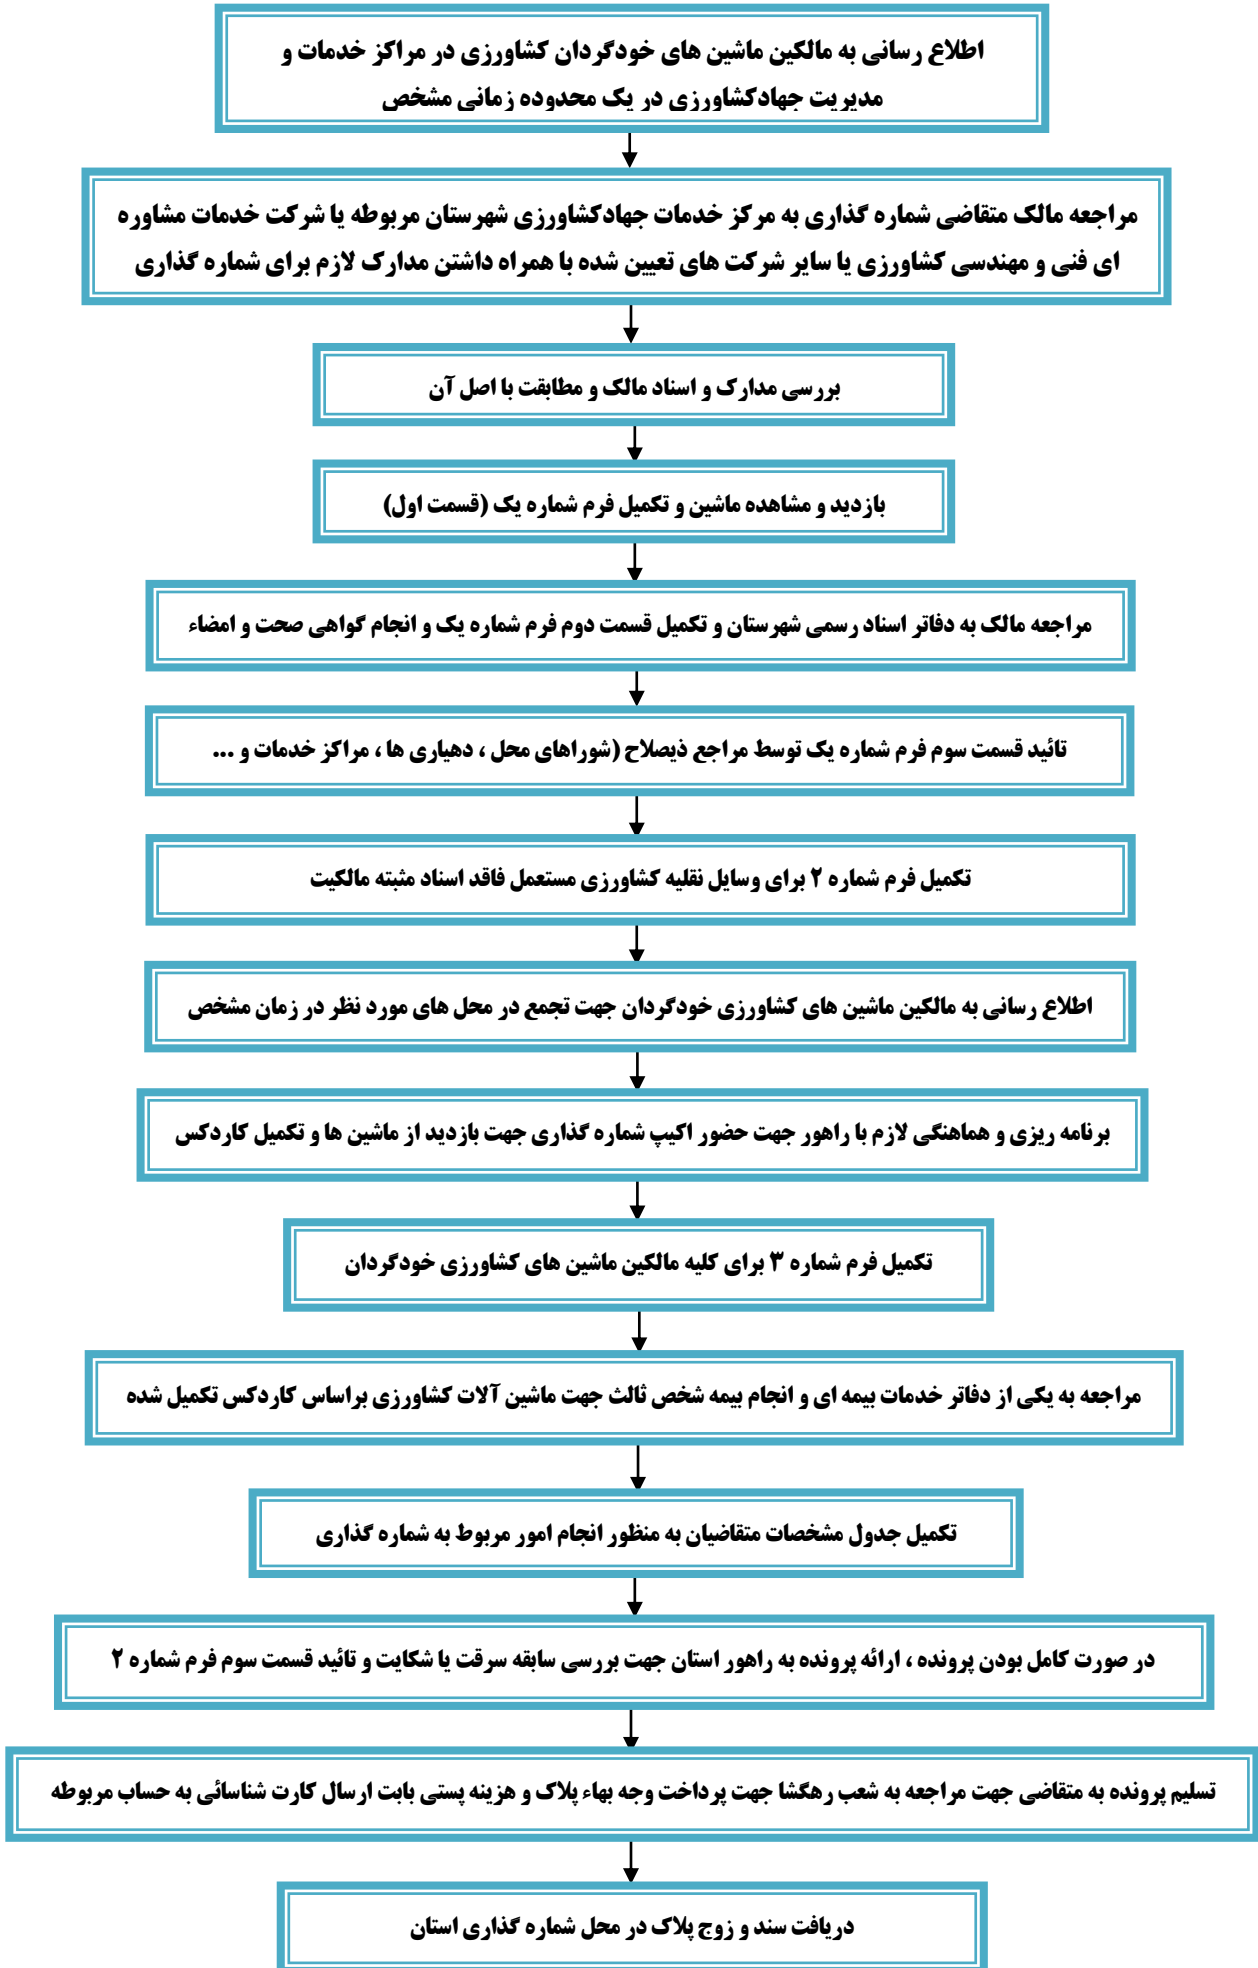 اطلاع رسانی به مالکین ماشین های خودگردان کشاورزی در مراکز خدمات و
مدیریت جهادکشاورزی در یک محدوده زمانی مشخص
مراجعه مالک متقاضی شماره گذاری به مرکز خدمات جهادکشاورزی شهرستان مربوطه یا شرکت خدمات مشاوره
ای فنی و مهندسی کشاورزی یا سایر شرکت های تعیین شده با همراه داشتن مدارک لازم برای شماره گذاری
بررسی مدارک و اسناد مالک و مطابقت با اصل آن
بازدید و مشاهده ماشین و تکمیل فرم شماره یک (قسمت اول)
مراجعه مالک به دفاتر اسناد رسمی شهرستان و تکمیل قسمت دوم فرم شماره یک و انجام گواهی صحت و امضاء
تائید قسمت سوم فرم شماره یک توسط مراجع ذیصلاح (شوراهای محل ، دهیاری ها ، مراکز خدمات و ...
تکمیل فرم شماره ۲ برای وسایل نقلیه کشاورزی مستعمل فاقد اسناد مثبته مالکیت
اطلاع رسانی به مالکین ماشین های کشاورزی خودگردان جهت تجمع در محل های مورد نظر در زمان مشخص
برنامه ریزی و هماهنگی لازم با راهور جهت حضور اکیپ شماره گذاری جهت بازدید از ماشین ها و تکمیل کاردکس
تکمیل فرم شماره ۳ برای کلیه مالکین ماشین های کشاورزی خودگردان
مراجعه به یکی از دفاتر خدمات بیمه ای و انجام بیمه شخص ثالث جهت ماشین آلات کشاورزی براساس کاردکس تکمیل شده
تکمیل جدول مشخصات متقاضیان به منظور انجام امور مربوط به شماره گذاری
در صورت کامل بودن پرونده ، ارائه پرونده به راهور استان جهت بررسی سابقه سرقت یا شکایت و تائید قسمت سوم فرم شماره ۲
تسلیم پرونده به متقاضی جهت مراجعه به شعب رهگشا جهت پرداخت وجه بهاء پلاک و هزینه پستی بابت ارسال کارت شناسائی به حساب مربوطه
دریافت سند و زوج پلاک در محل شماره گذاری استان